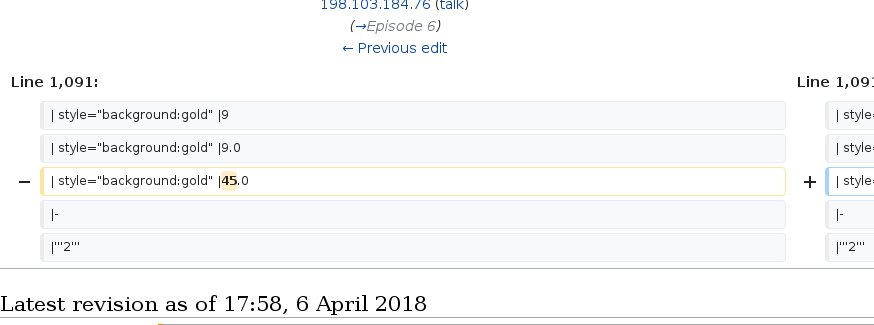 198.103.184.76 (talk)
(→Episode 6)
← Previous edit
Line 1,091:
Line 1,091
| style="background:gold" |9
| style=
| style="background:gold" |9.0
| style=
− | style="background:gold" |45.0
+ | style=
|-
|-
|'''2'''
|'''2'''
Latest revision as of 17:58, 6 April 2018